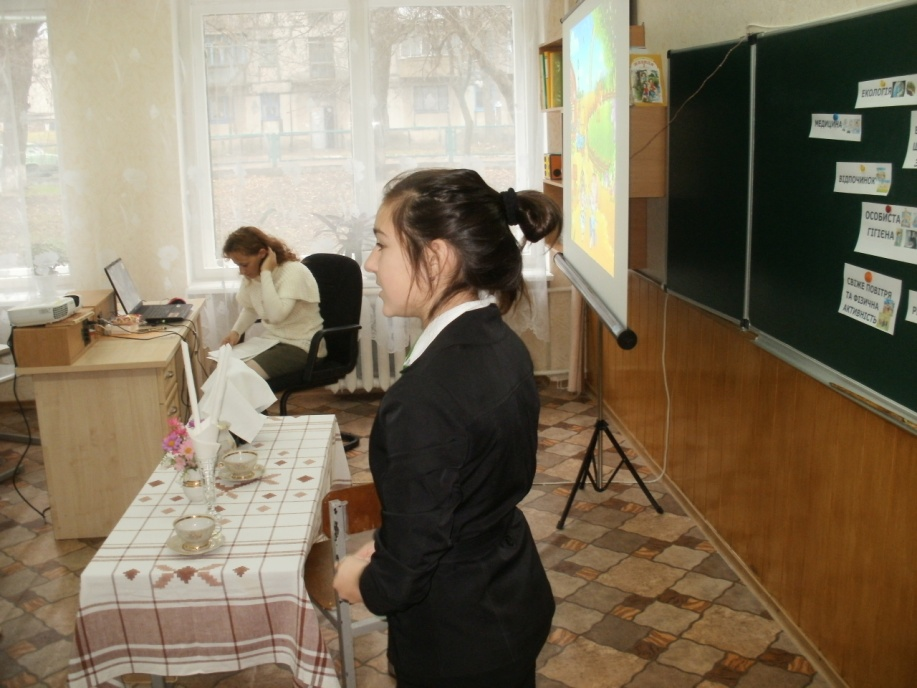 ЕКОЛОГІЯ
МЕДИЦИНА
ВІДПОЧИНОК
ОСОБИСТА
ГІГІЄНА
СВІЖЕ ПОВІТРЯ
ТА ФІЗИЧНА
АКТИВНІСТЬ